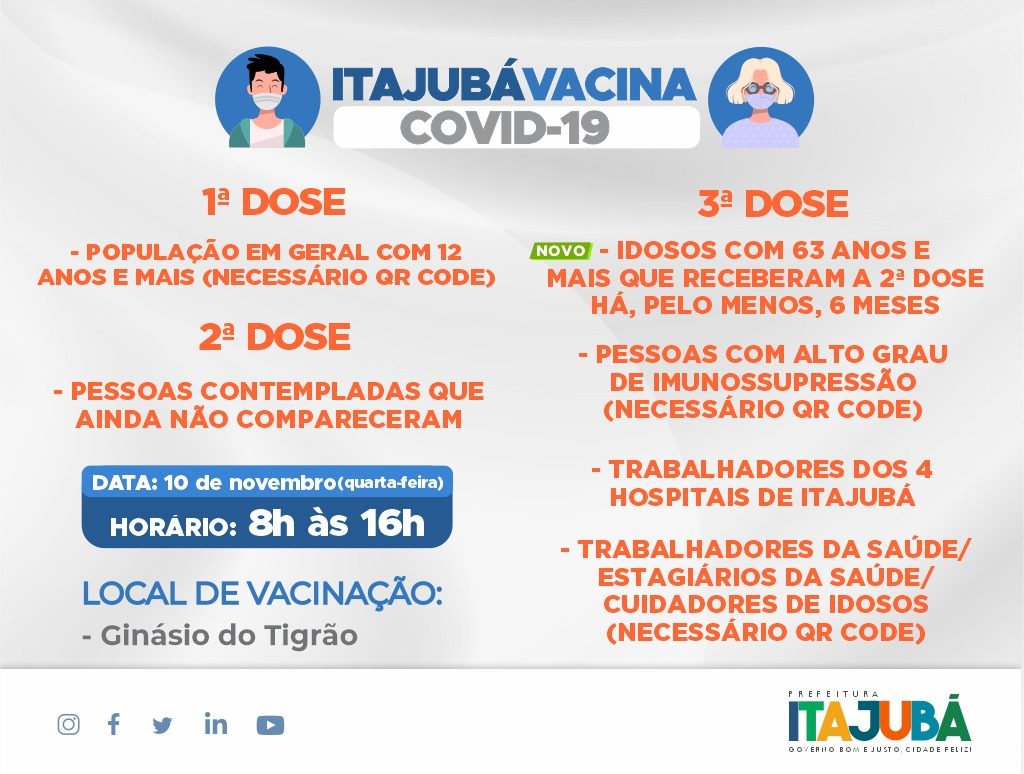 ITAJUBÁVACINA
COVID-19
1ª DOSE
- POPULAÇÃO EM GERAL COM 12
ANOS E MAIS (NECESSÁRIO QR CODE)
2ª DOSE
- PESSOAS CONTEMPLADAS QUE
AINDA NÃO COMPARECERAM
DATA: 10 de novembro (quarta-feira)
HORÁRIO: 8h às 16h
LOCAL DE VACINAÇÃO:
- Ginásio do Tigrão
3ª DOSE
NOVO - IDOSOS COM 63 ANOS E
MAIS QUE RECEBERAM A 2ª DOSE
HÁ, PELO MENOS, 6 MESES
- PESSOAS COM ALTO GRAU
DE IMUNOSSUPRESSÃO
(NECESSÁRIO QR CODE)
- TRABALHADORES DOS 4
HOSPITAIS DE ITAJUBÁ
- TRABALHADORES DA SAÚDE/
ESTAGIÁRIOS DA SAÚDE/
CUIDADORES DE IDOSOS
(NECESSÁRIO QR CODE)
PREFEITURA
ITAJUBÁ
GOVERNO BOM E JUSTO, CIDADE FELIZ!